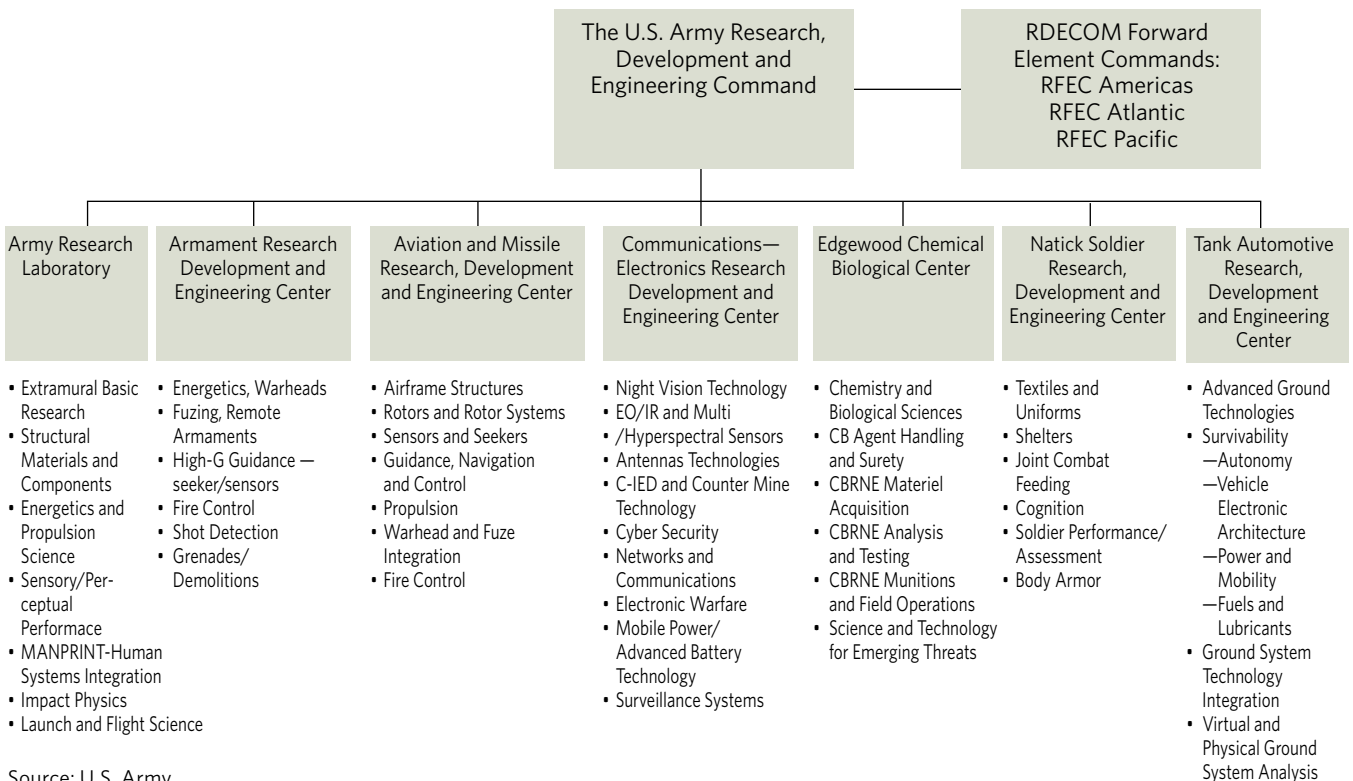 The U.S. Army Research,
Development and
Engineering Command
RDECOM Forward
Element Commands:
RFEC Americas
RFEC Atlantic
RFEC Pacific
Army Research
Laboratory
Armament Research
Development and
Engineering Center
Aviation and Missile
Research, Development
and Engineering Center
Communications—
Electronics Research
Development and
Engineering Center
Edgewood Chemical
Biological Center
Natick Soldier
Research,
Development and
Engineering Center
Tank Automotive
Research,
Development
and Engineering
Center
• Extramural Basic
Research
• Structural
Materials and
Components
• Energetics and
Propulsion
Science
• Sensory/Per-
ceptual
Performace
• MANPRINT-Human
Systems Integration
• Impact Physics
• Launch and Flight Science
• Energetics, Warheads
• Fuzing, Remote
Armaments
• High-G Guidance —
seeker/sensors
• Fire Control
• Shot Detection
• Grenades/
Demolitions
• Airframe Structures
• Rotors and Rotor Systems
• Sensors and Seekers
• Guidance, Navigation
and Control
• Propulsion
• Warhead and Fuze
Integration
• Fire Control
• Night Vision Technology
• EO/IR and Multi
• /Hyperspectral Sensors
• Antennas Technologies
• C-IED and Counter Mine
Technology
• Cyber Security
• Networks and
Communications
• Electronic Warfare
• Mobile Power/
Advanced Battery
Technology
• Surveillance Systems
• Chemistry and
Biological Sciences
• CB Agent Handling
and Surety
• CBRNE Materiel
Acquisition
• CBRNE Analysis
and Testing
• CBRNE Munitions
and Field Operations
• Science and Technology
for Emerging Threats
• Textiles and
Uniforms
• Shelters
• Joint Combat
Feeding
• Cognition
• Soldier Performance/
Assessment
• Body Armor
• Advanced Ground
Technologies
• Survivability
—Autonomy
—Vehicle
Electronic
Architecture
—Power and
Mobility
—Fuels and
Lubricants
• Ground System
Technology
Integration
• Virtual and
Physical Ground
System Analysis
Source: U.S. Army